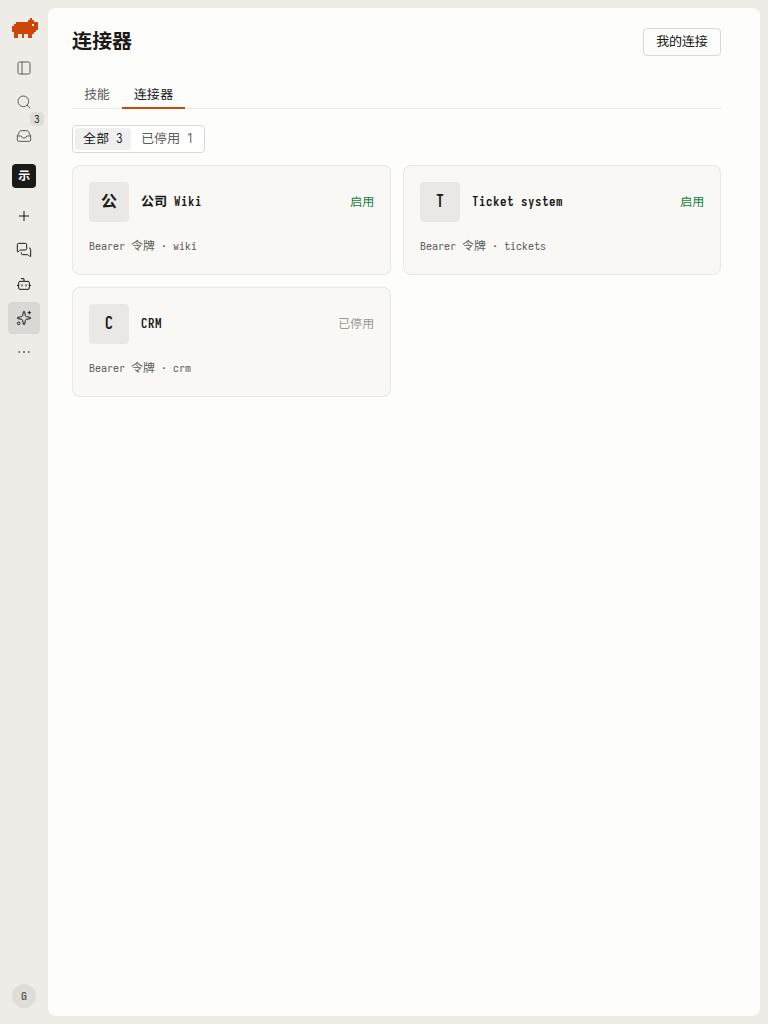 连接器
我的连接
技能
连接器
3
全部 3
已停用 1
示
公
公司 Wiki
启用
Bearer 令牌 · wiki
T
Ticket system
启用
Bearer 令牌 · tickets
C
CRM
已停用
Bearer 令牌 · crm
G